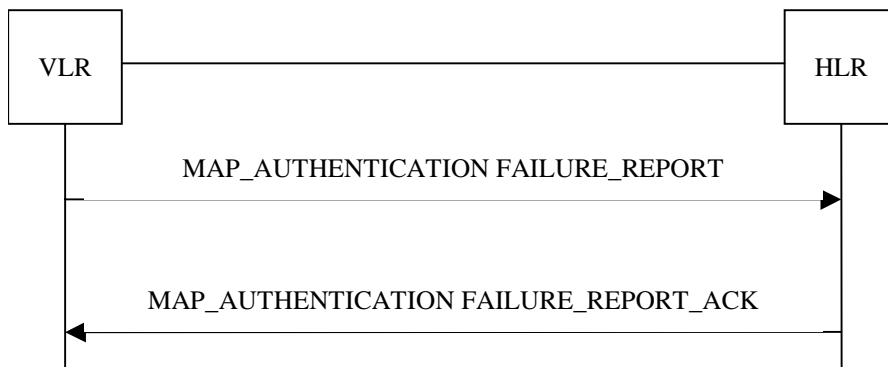 VLR
HLR
MAP_AUTHENTICATION FAILURE_REPORT
MAP_AUTHENTICATION FAILURE_REPORT_ACK